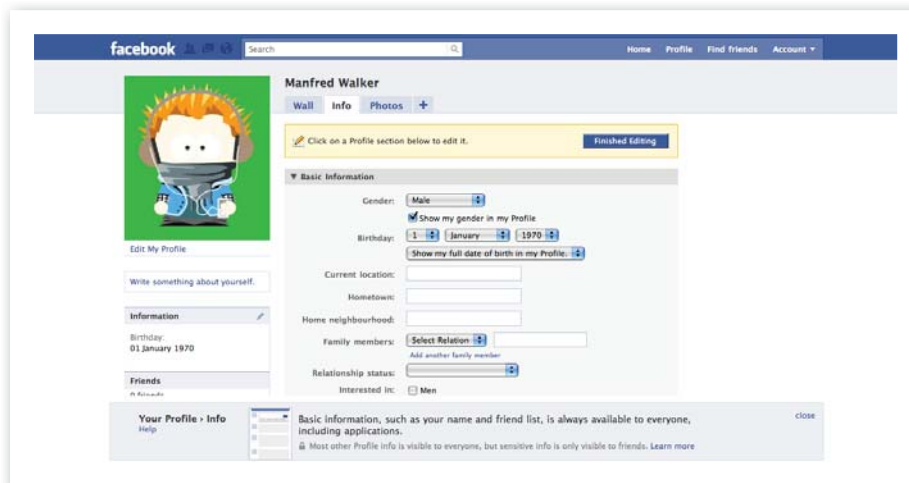 facebook
Search
Home Profile Find friends Account
Manfred Walker
Wall Info Photos +
Click on a Profile section below to edit it.
Finished Editing
Basic Information
Gender: Male
Show my gender in my Profile
Birthday: 1 January 1970
Show my full date of birth in my Profile.
Current location:
Hometown:
Home neighbourhood:
Family members: Select Relation
Add another family member
Relationship status:
Interested in: Men
Edit My Profile
Write something about yourself.
Information
Birthday:
01 January 1970
Friends
0 friends
Your Profile › Info
Help
Basic information, such as your name and friend list, is always available to everyone,
including applications.
Most other Profile info is visible to everyone, but sensitive info is only visible to friends. Learn more
close